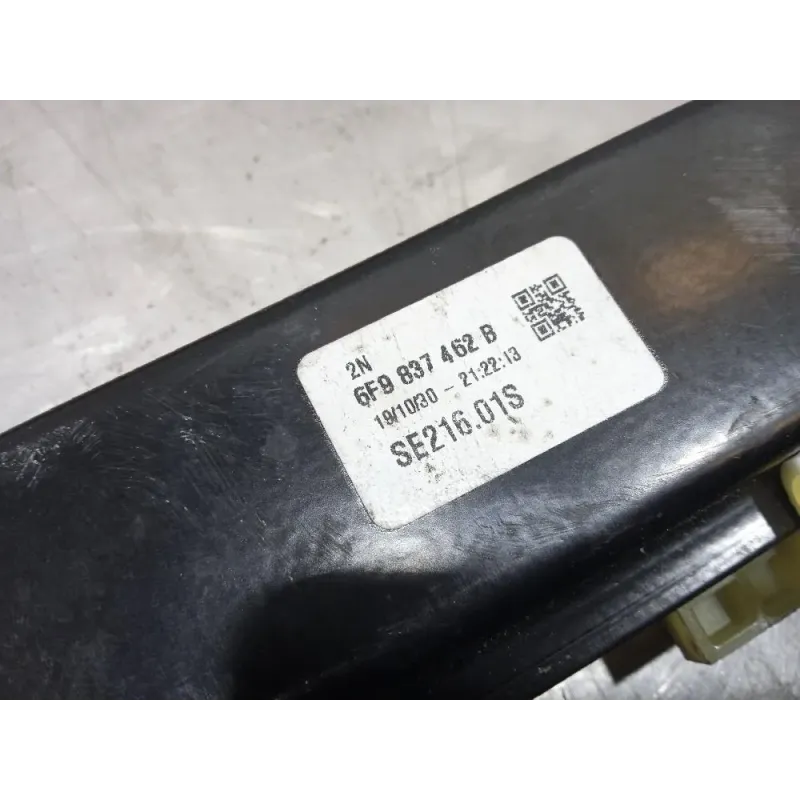 2N
6F9 837 462 B
19/10/30 - 21:22:13
SE216.01S